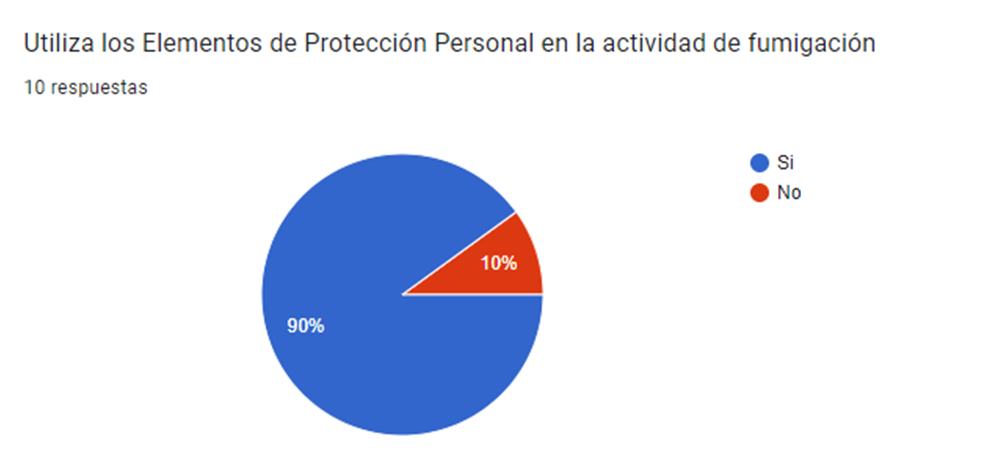 Utiliza los Elementos de Protección Personal en la actividad de fumigación
10 respuestas
Si
No
10%
90%